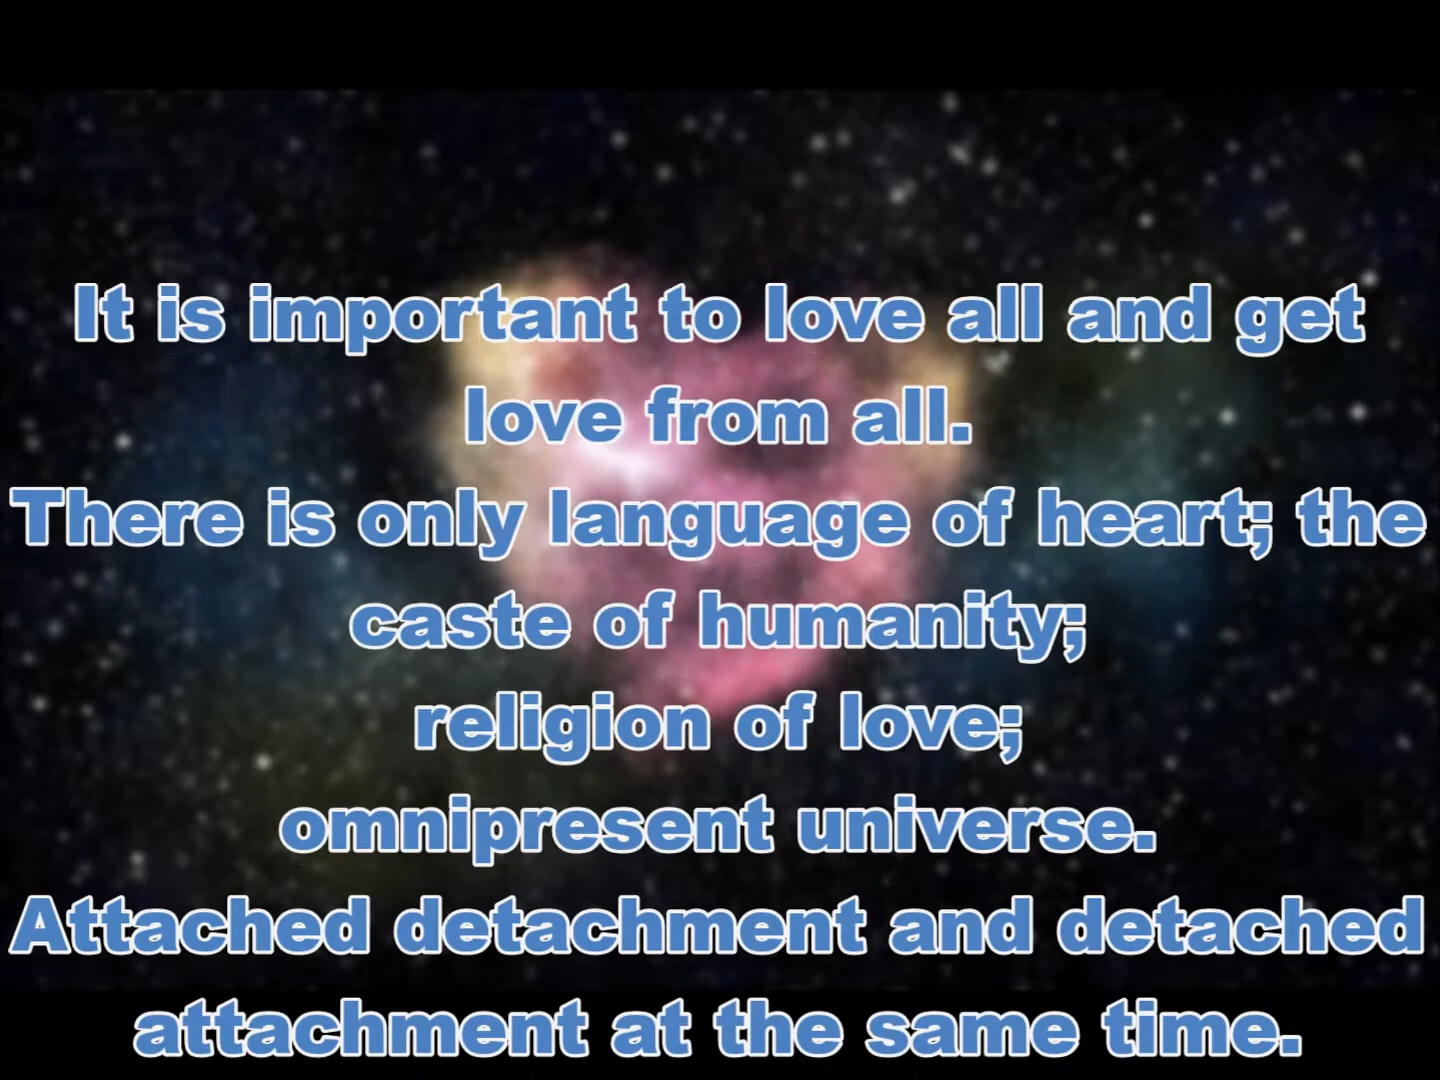 It is important to love all and get
love from all.
There is only language of heart; the
caste of humanity;
religion of love;
omnipresent universe.
Attached detachment and detached
attachment at the same time.